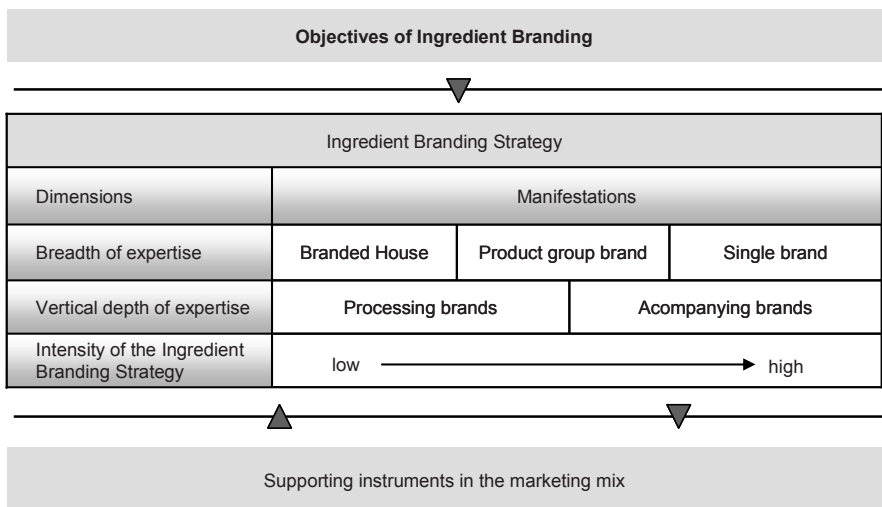 Objectives of Ingredient Branding
Ingredient Branding Strategy
Dimensions
Manifestations
Breadth of expertise
Branded House
Product group brand
Single brand
Vertical depth of expertise
Processing brands
Acompanying brands
Intensity of the Ingredient
Branding Strategy
low
high
Supporting instruments in the marketing mix